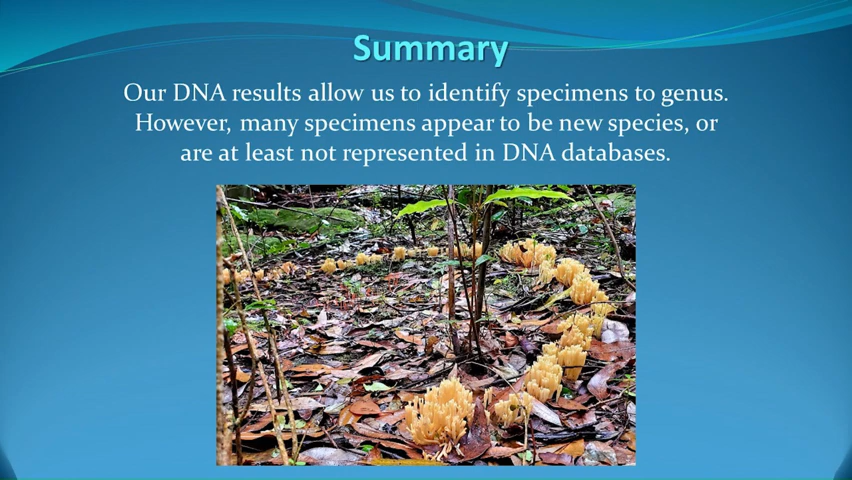 Summary
Our DNA results allow us to identify specimens to genus.
However, many specimens appear to be new species, or
are at least not represented in DNA databases.